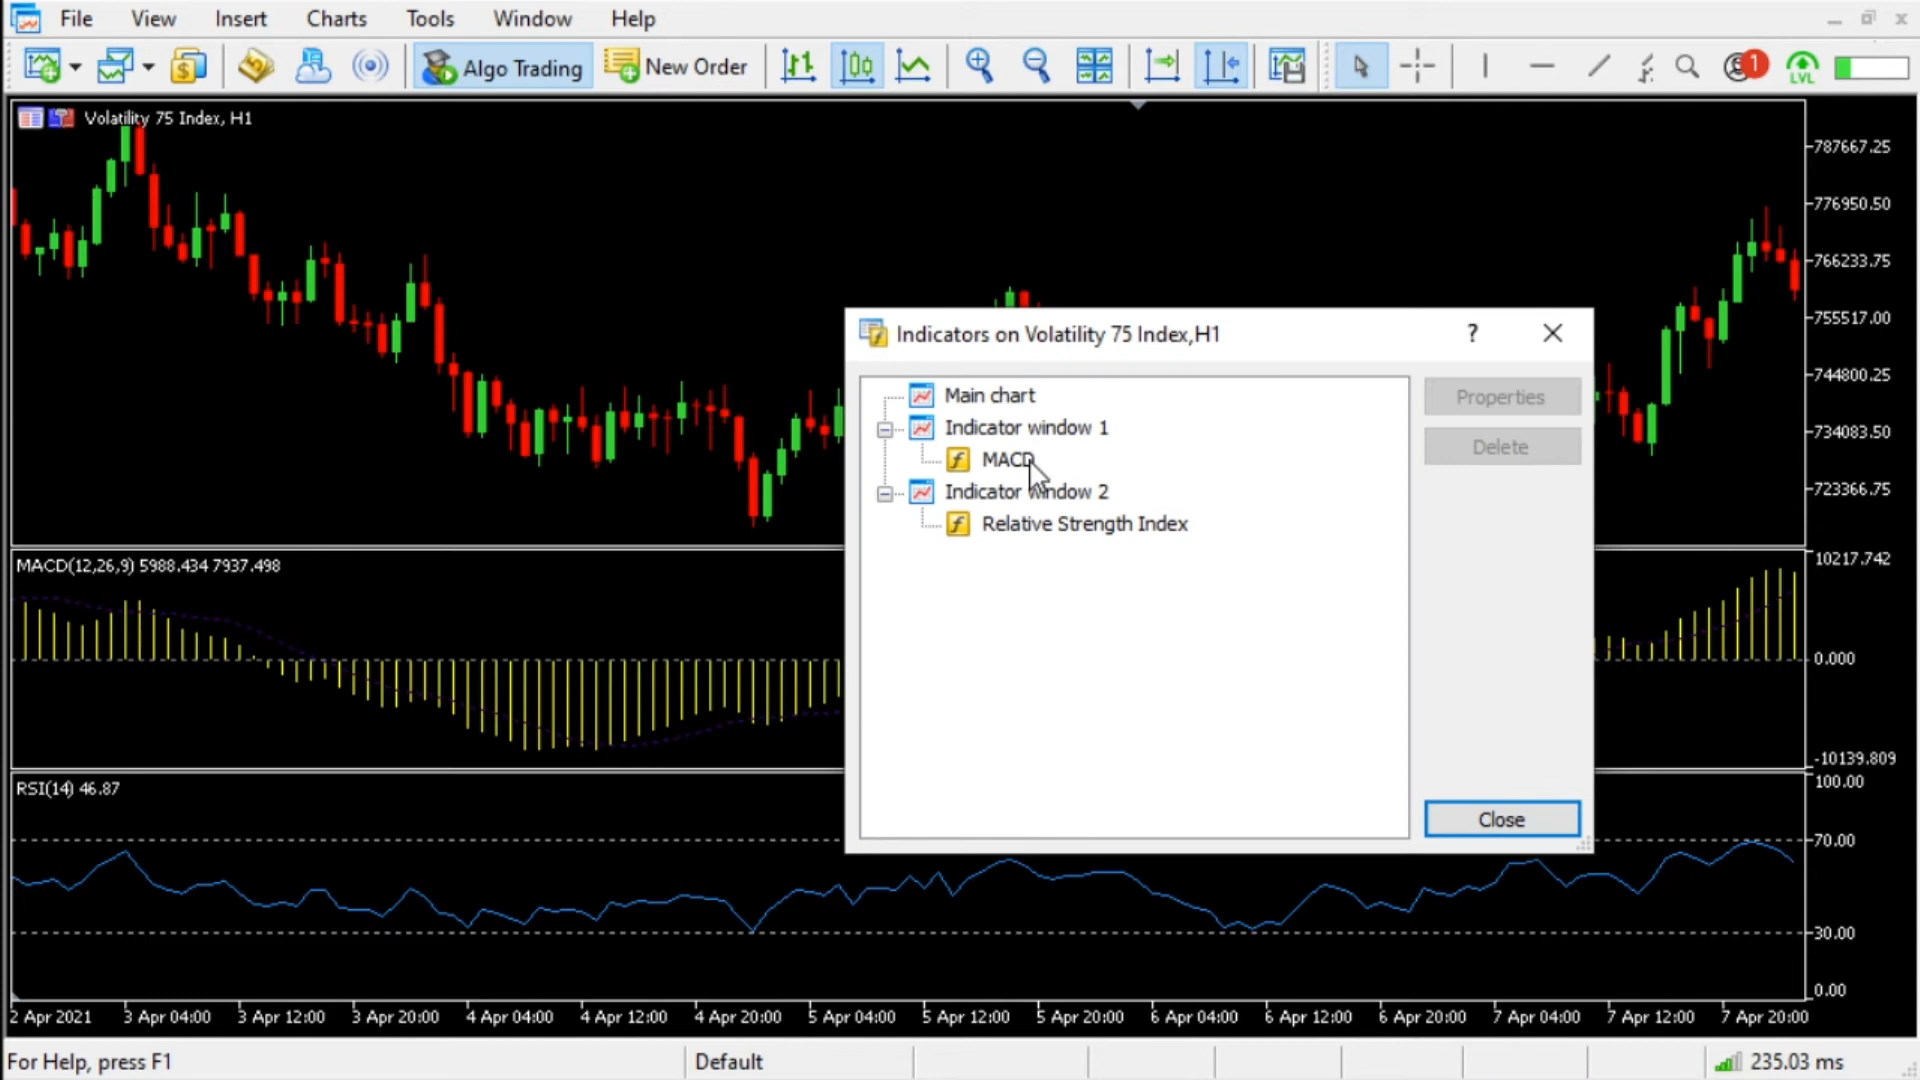 File View Insert Charts Tools Window Help
Algo Trading New Order 1 LVL
Volatility 75 Index, H1
787667.25
776950.50
766233.75
755517.00
744800.25
734083.50
723366.75
Indicators on Volatility 75 Index,H1 ?
Main chart
Indicator window 1
MACD
Indicator window 2
Relative Strength Index
Properties
Delete
Close
MACD(12,26,9) 5988.434 7937.498
10217.742
0.000
-10139.809
RSI(14) 46.87
100.00
70.00
30.00
0.00
2 Apr 2021 3 Apr 04:00 3 Apr 12:00 3 Apr 20:00 4 Apr 04:00 4 Apr 12:00 4 Apr 20:00 5 Apr 04:00 5 Apr 12:00 5 Apr 20:00 6 Apr 04:00 6 Apr 12:00 6 Apr 20:00 7 Apr 04:00 7 Apr 12:00 7 Apr 20:00
For Help, press F1 Default 235.03 ms